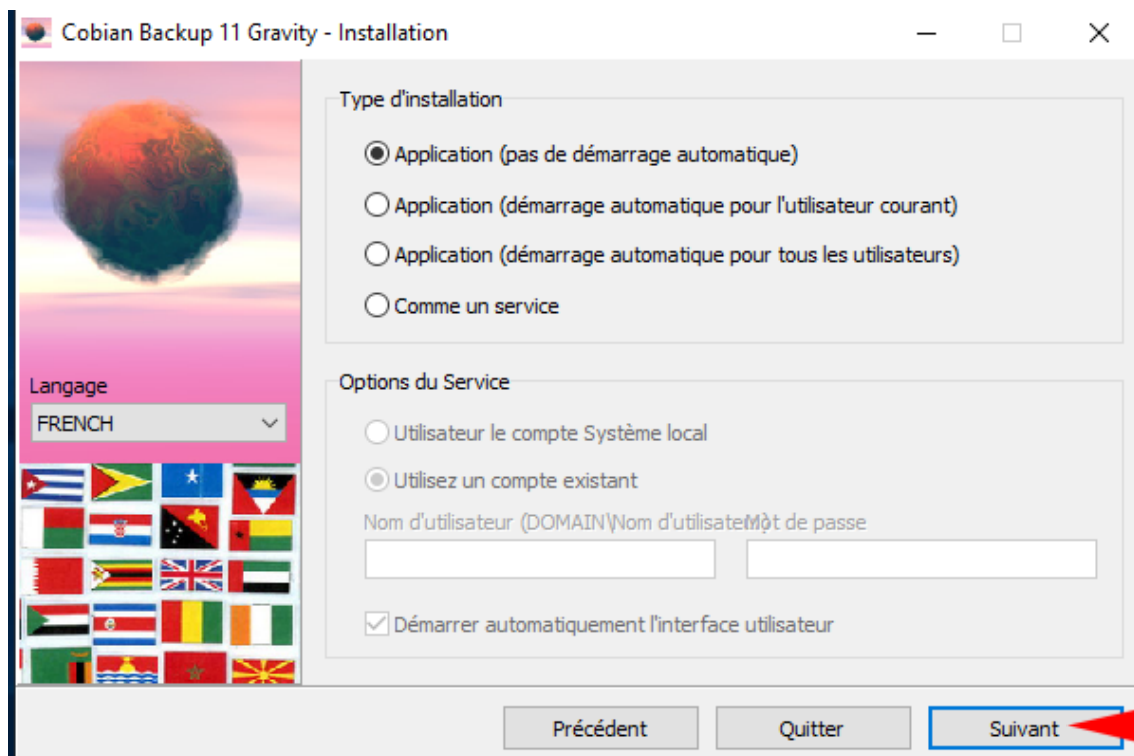 Cobian Backup 11 Gravity - Installation
Type d'installation
Application (pas de démarrage automatique)
Application (démarrage automatique pour l'utilisateur courant)
Application (démarrage automatique pour tous les utilisateurs)
Comme un service
Langage
FRENCH
Options du Service
Utilisateur le compte Système local
Utilisez un compte existant
Nom d'utilisateur (DOMAIN\Nom d'utilisateur) Mot de passe
Démarrer automatiquement l'interface utilisateur
Précédent Quitter Suivant